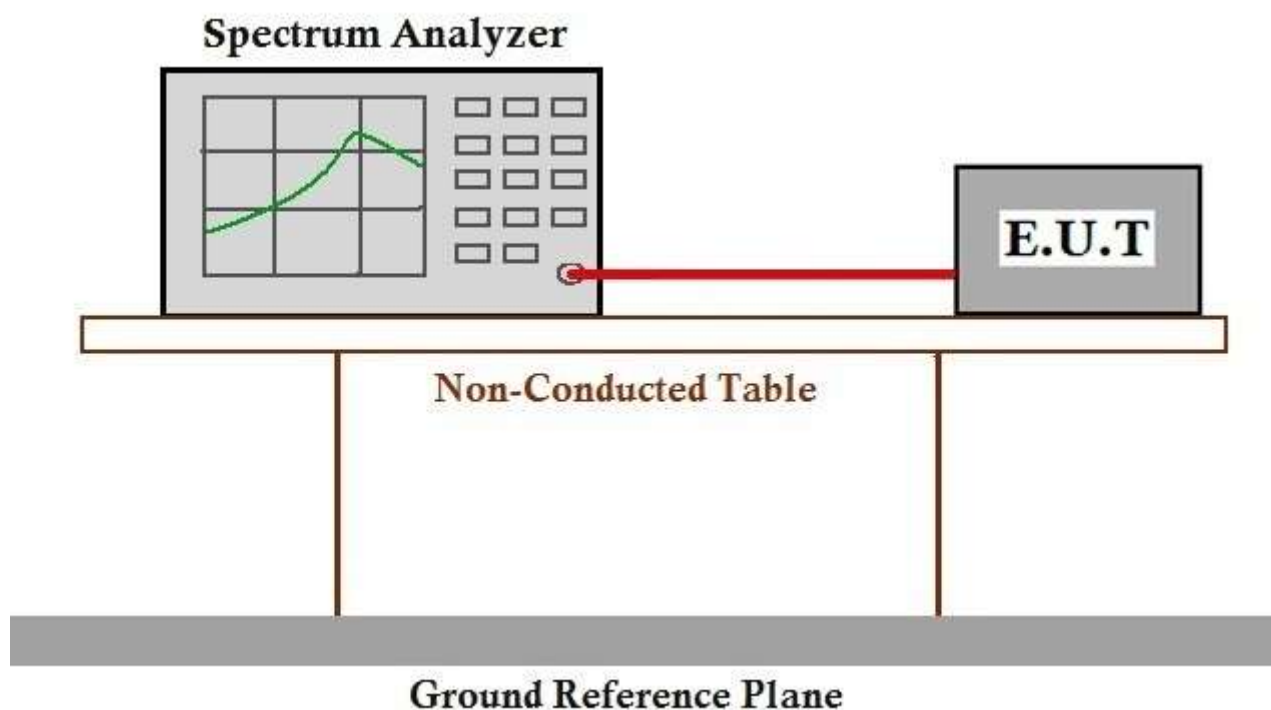 Spectrum Analyzer
E.U.T
Non-Conducted Table
Ground Reference Plane